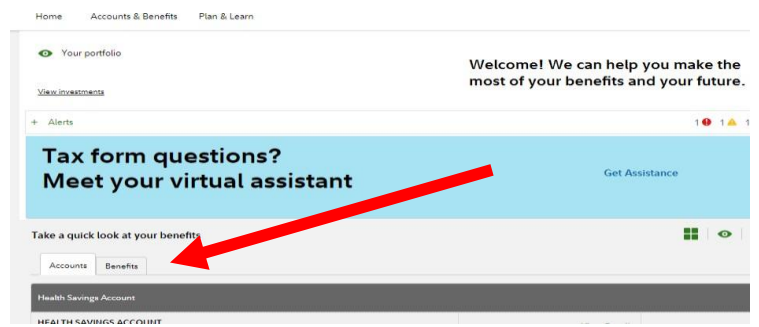 Home Accounts & Benefits Plan & Learn
Your portfolio
Welcome! We can help you make the
most of your benefits and your future.
View investments
+ Alerts
1 1 1
Tax form questions?
Meet your virtual assistant
Get Assistance
Take a quick look at your benefits
Accounts Benefits
Health Savings Account
HEALTH SAVINGS ACCOUNT